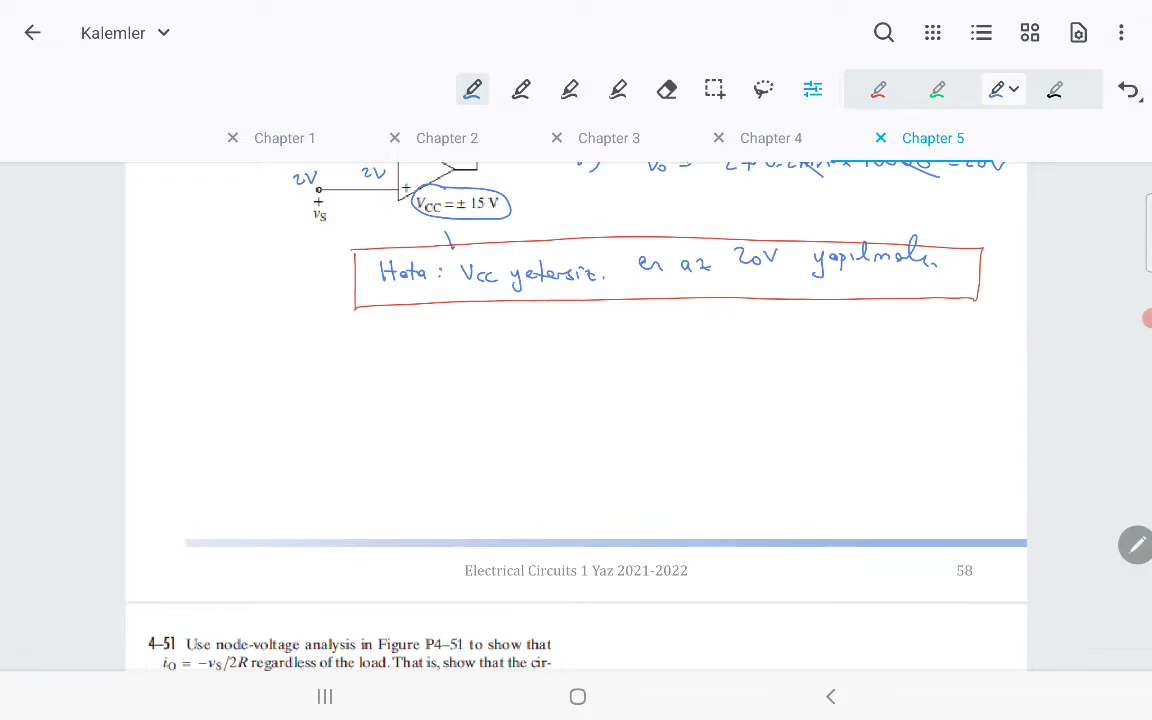 Kalemler
Chapter 1
Chapter 2
Chapter 3
Chapter 4
Chapter 5
2V
2V
+
+
vS
VCC = ± 15 V
Hata : Vcc yetersiz. en az 20V yapılmalı.
Electrical Circuits 1 Yaz 2021-2022
58
4–51 Use node-voltage analysis in Figure P4–51 to show that
iO = −vS/2R regardless of the load. That is, show that the cir-